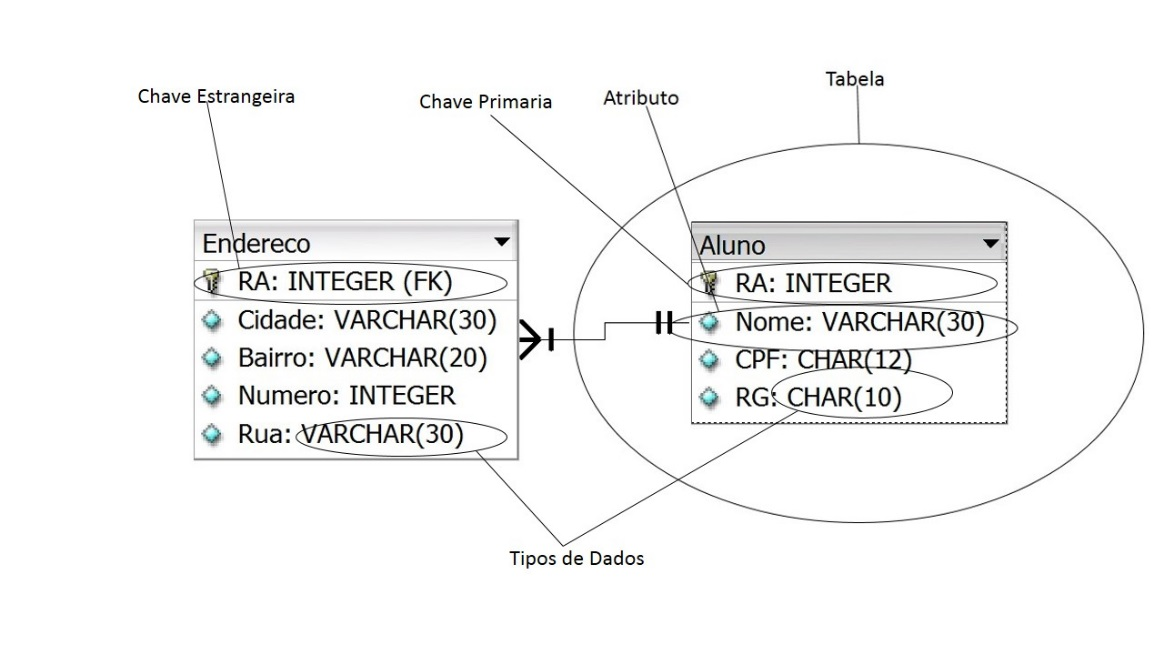 Tabela
Chave Estrangeira
Chave Primaria
Atributo
Endereco
RA: INTEGER (FK)
Cidade: VARCHAR(30)
Bairro: VARCHAR(20)
Numero: INTEGER
Rua: VARCHAR(30)
Aluno
RA: INTEGER
Nome: VARCHAR(30)
CPF: CHAR(12)
RG: CHAR(10)
Tipos de Dados